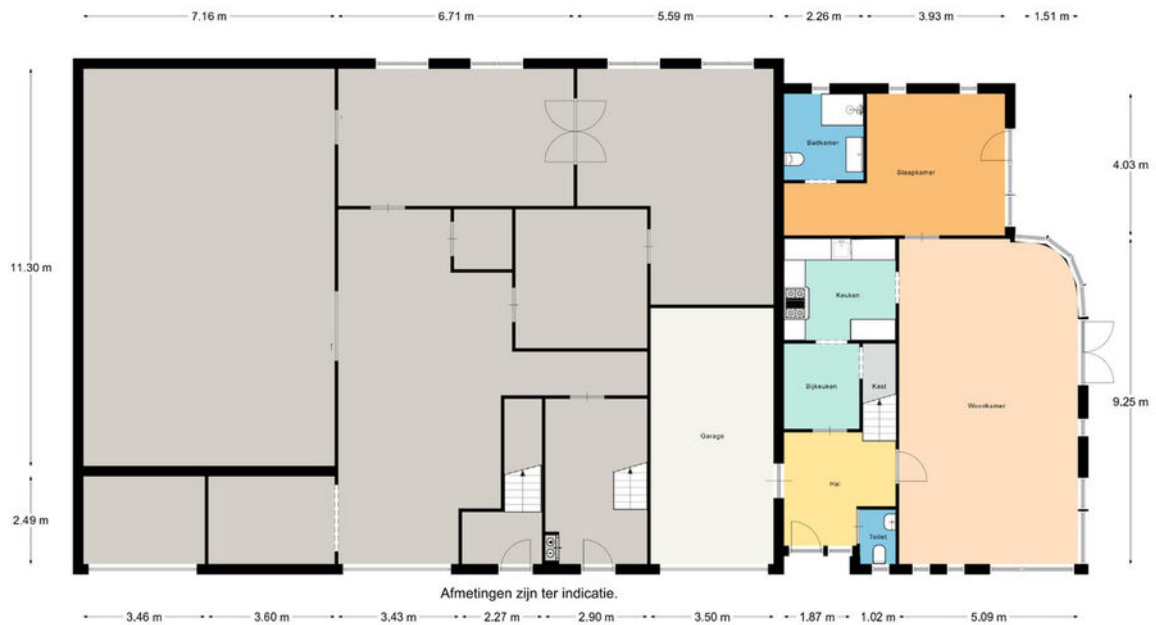 7.16 m 6.71 m 5.59 m 2.26 m 3.93 m 1.51 m
11.30 m
2.49 m
4.03 m
9.25 m
Badkamer
Slaapkamer
Keuken
Bijkeuken
Kast
Woonkamer
Garage
Hal
Toilet
Afmetingen zijn ter indicatie.
3.46 m 3.60 m 3.43 m 2.27 m 2.90 m 3.50 m 1.87 m 1.02 m 5.09 m